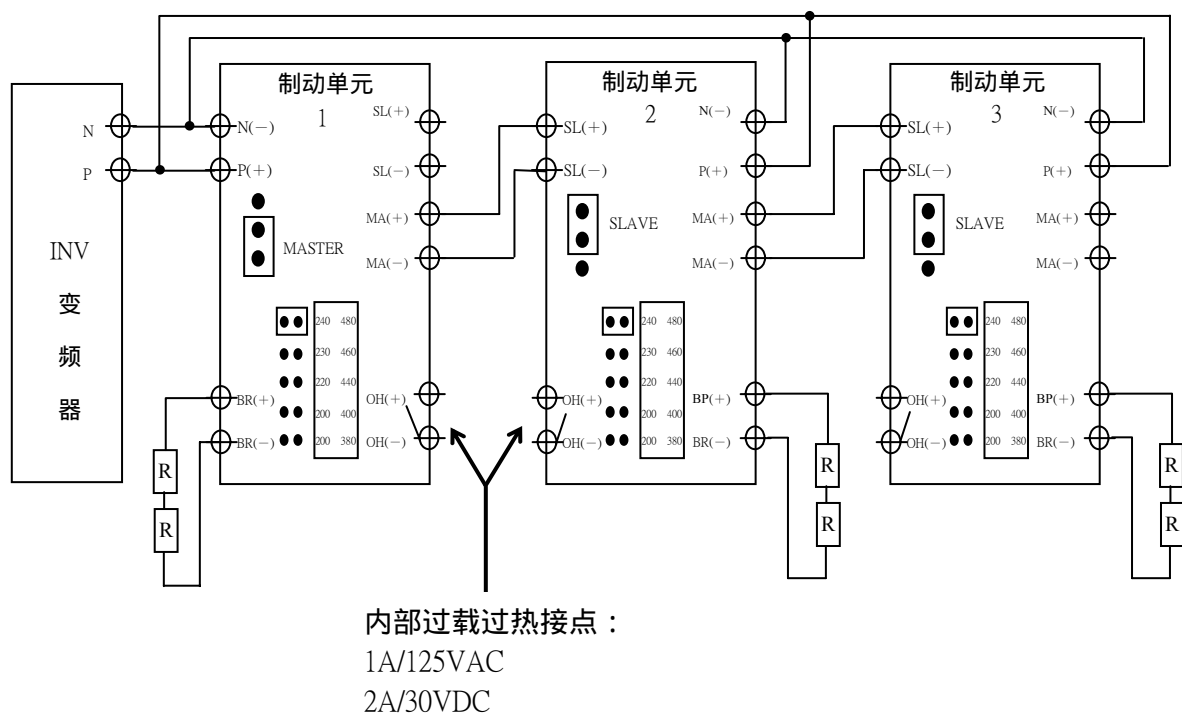 INV
变
频
器
N
P
制动单元
1
N(−)
P(+)
SL(+)
SL(−)
MA(+)
MA(−)
MASTER
240 480
230 460
220 440
200 400
200 380
BR(+)
BR(−)
OH(+)
OH(−)
R
R
制动单元
2
SL(+)
SL(−)
N(−)
P(+)
MA(+)
MA(−)
SLAVE
240 480
230 460
220 440
200 400
200 380
OH(+)
OH(−)
BP(+)
BR(−)
R
R
制动单元
3
SL(+)
SL(−)
N(−)
P(+)
MA(+)
MA(−)
SLAVE
240 480
230 460
220 440
200 400
200 380
OH(+)
OH(−)
BP(+)
BR(−)
R
R
内部过载过热接点：
1A/125VAC
2A/30VDC